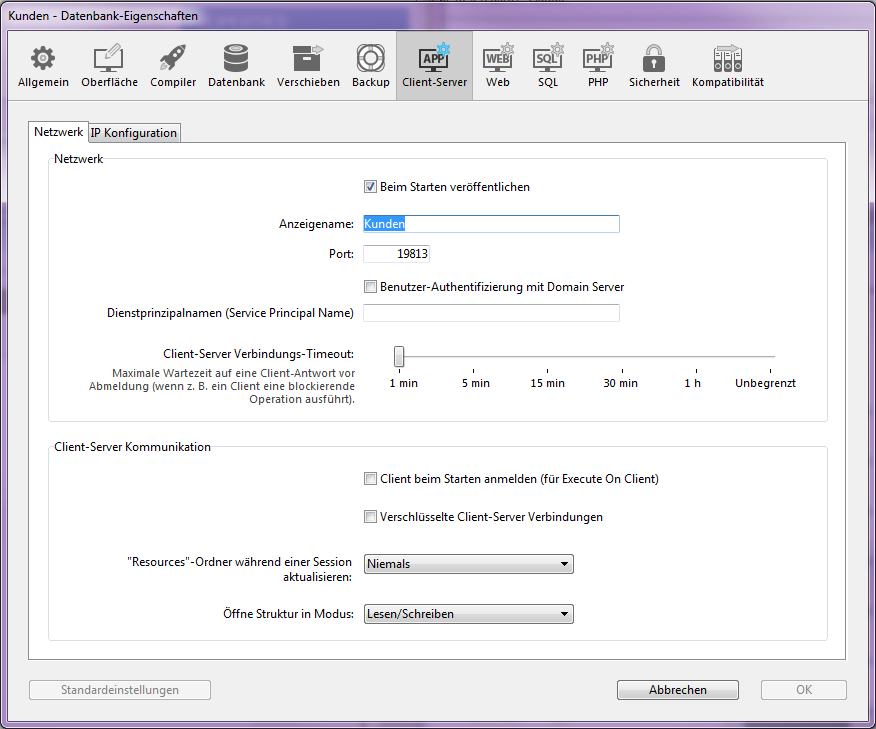 Kunden - Datenbank-Eigenschaften
APP WEB SQL PHP
Allgemein Oberfläche Compiler Datenbank Verschieben Backup Client-Server Web SQL PHP Sicherheit Kompatibilität
Netzwerk IP Konfiguration
Netzwerk
Beim Starten veröffentlichen
Anzeigename: Kunden
Port: 19813
Benutzer-Authentifizierung mit Domain Server
Dienstprinzipalnamen (Service Principal Name)
Client-Server Verbindungs-Timeout:
Maximale Wartezeit auf eine Client-Antwort vor
Abmeldung (wenn z. B. ein Client eine blockierende
Operation ausführt).
1 min 5 min 15 min 30 min 1 h Unbegrenzt
Client-Server Kommunikation
Client beim Starten anmelden (für Execute On Client)
Verschlüsselte Client-Server Verbindungen
"Resources"-Ordner während einer Session
aktualisieren:
Niemals
Öffne Struktur in Modus: Lesen/Schreiben
Standardeinstellungen Abbrechen OK